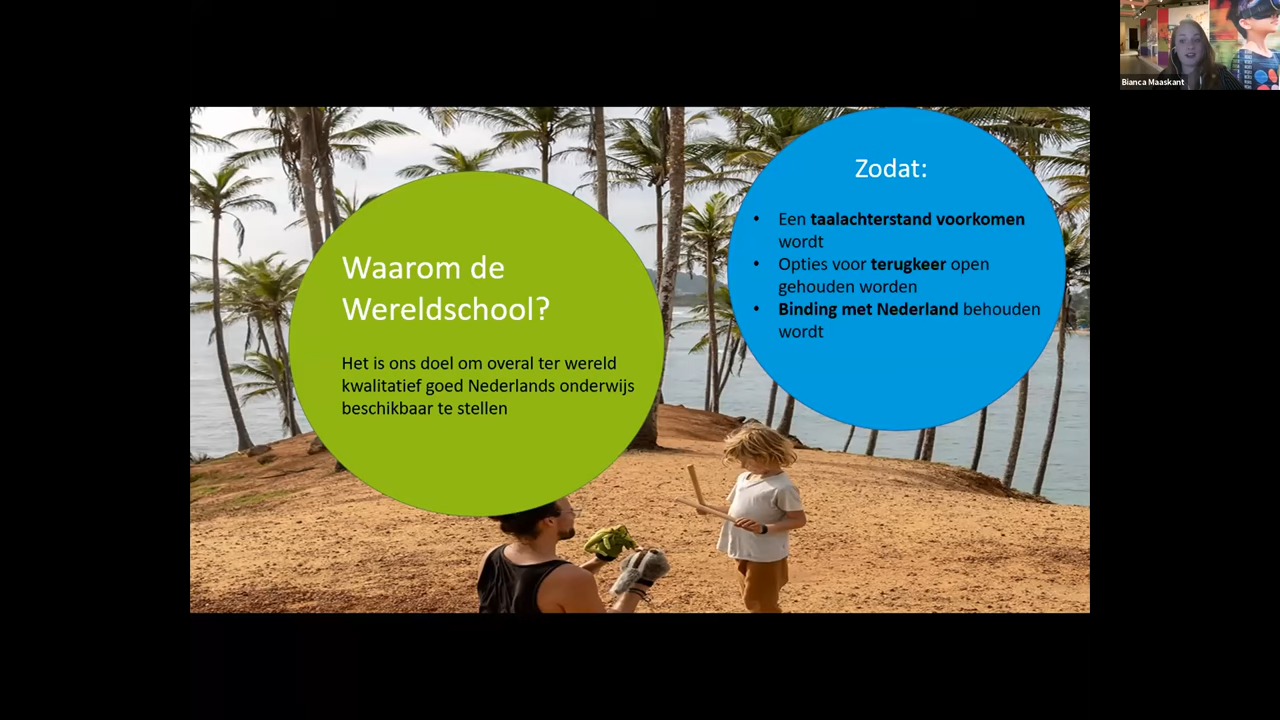 Bianca Maaskant
Waarom de
Wereldschool?
Het is ons doel om overal ter wereld
kwalitatief goed Nederlands onderwijs
beschikbaar te stellen
Zodat:
• Een taalachterstand voorkomen
wordt
• Opties voor terugkeer open
gehouden worden
• Binding met Nederland behouden
wordt